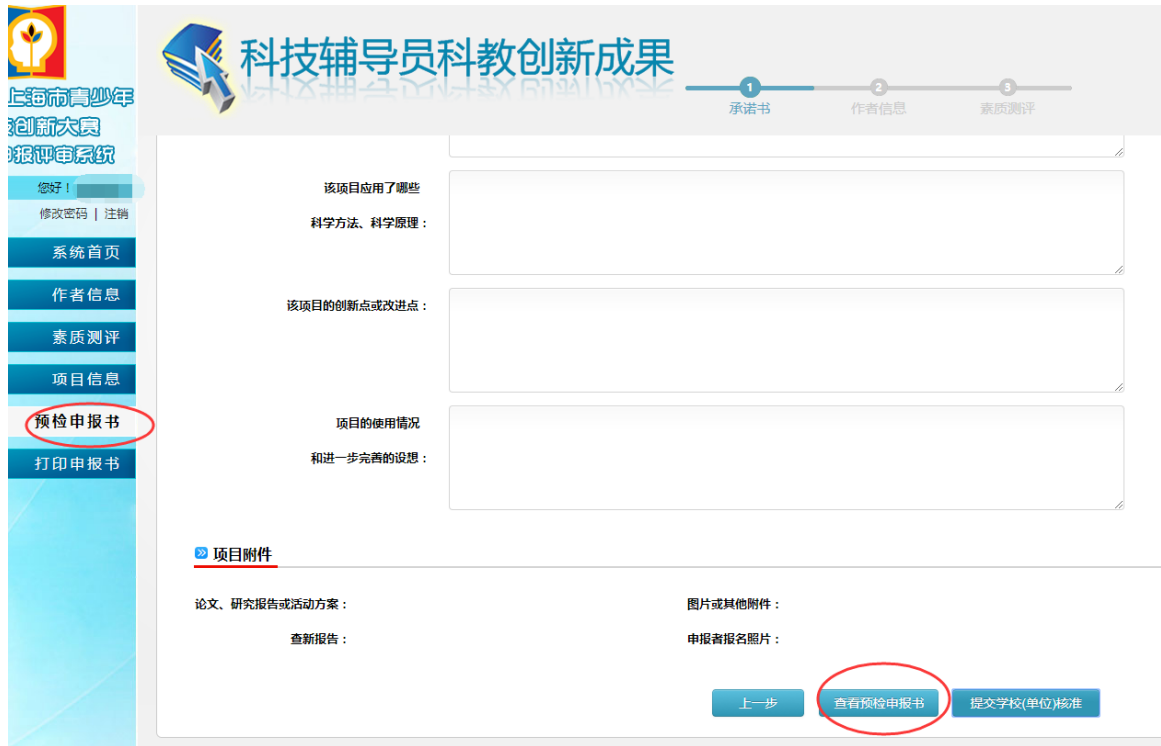 科技辅导员科教创新成果
1
2
3
承诺书
作者信息
素质测评
上海市青少年
创新大赛
报评审系统
您好！
修改密码 | 注销
系统首页
作者信息
素质测评
项目信息
预检申报书
打印申报书
该项目应用了哪些
科学方法、科学原理：
该项目的创新点或改进点：
项目的使用情况
和进一步完善的设想：
项目附件
论文、研究报告或活动方案：
图片或其他附件：
查新报告：
申报者报名照片：
上一步
查看预检申报书
提交学校(单位)核准